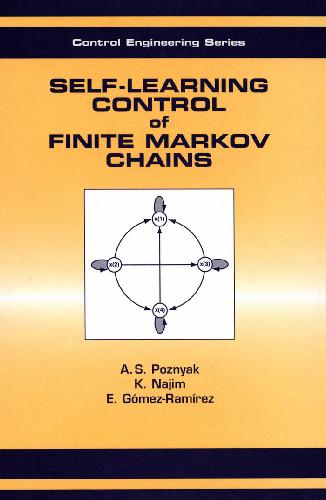 Control Engineering Series
SELF-LEARNING
CONTROL
of
FINITE MARKOV
CHAINS
x(1)
x(2)
x(3)
x(4)
A.S. Poznyak
K. Najim
E. Gómez-Ramírez